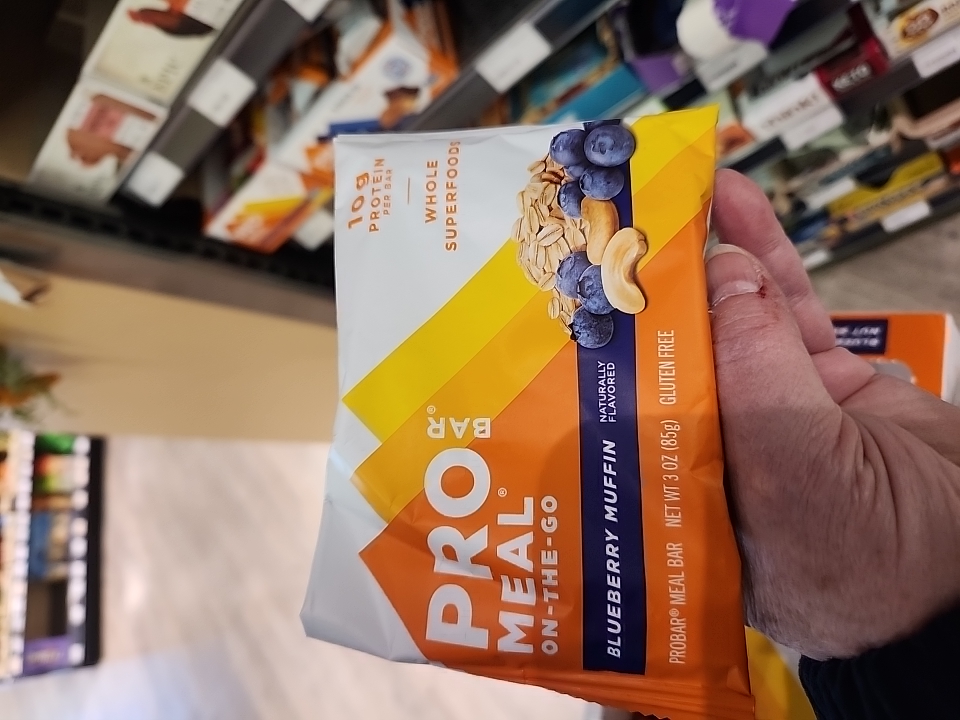 10g
PROTEIN
PER BAR
WHOLE
SUPERFOODS
PRO
BAR®
MEAL®
ON-THE-GO
BLUEBERRY MUFFIN
NATURALLY
FLAVORED
PROBAR® MEAL BAR NET WT 3 OZ (85g) GLUTEN FREE
KETO